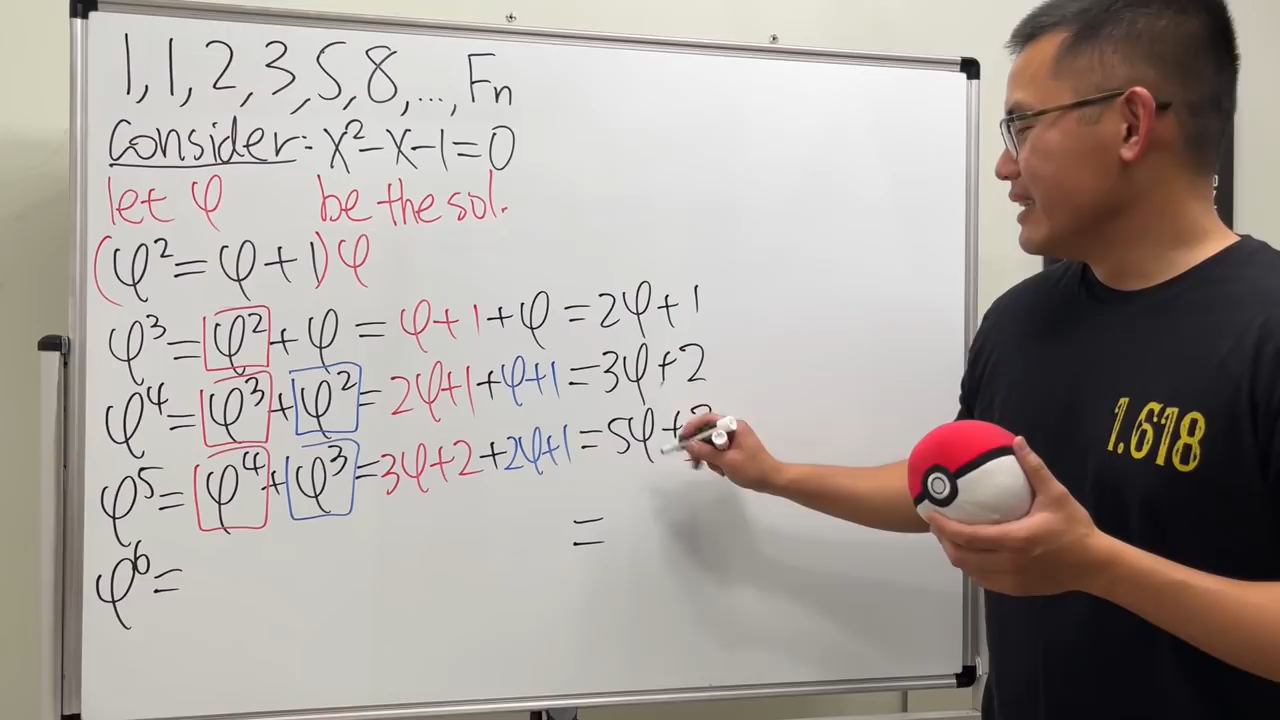 1, 1, 2, 3, 5, 8, ..., Fn
Consider: x²-x-1=0
let φ be the sol.
(φ²=φ+1)φ
φ³=φ²+φ=φ+1+φ=2φ+1
φ⁴=φ³+φ²=2φ+1+φ+1=3φ+2
φ⁵=φ⁴+φ³=3φ+2+2φ+1=5φ+
φ⁶= =
1.618